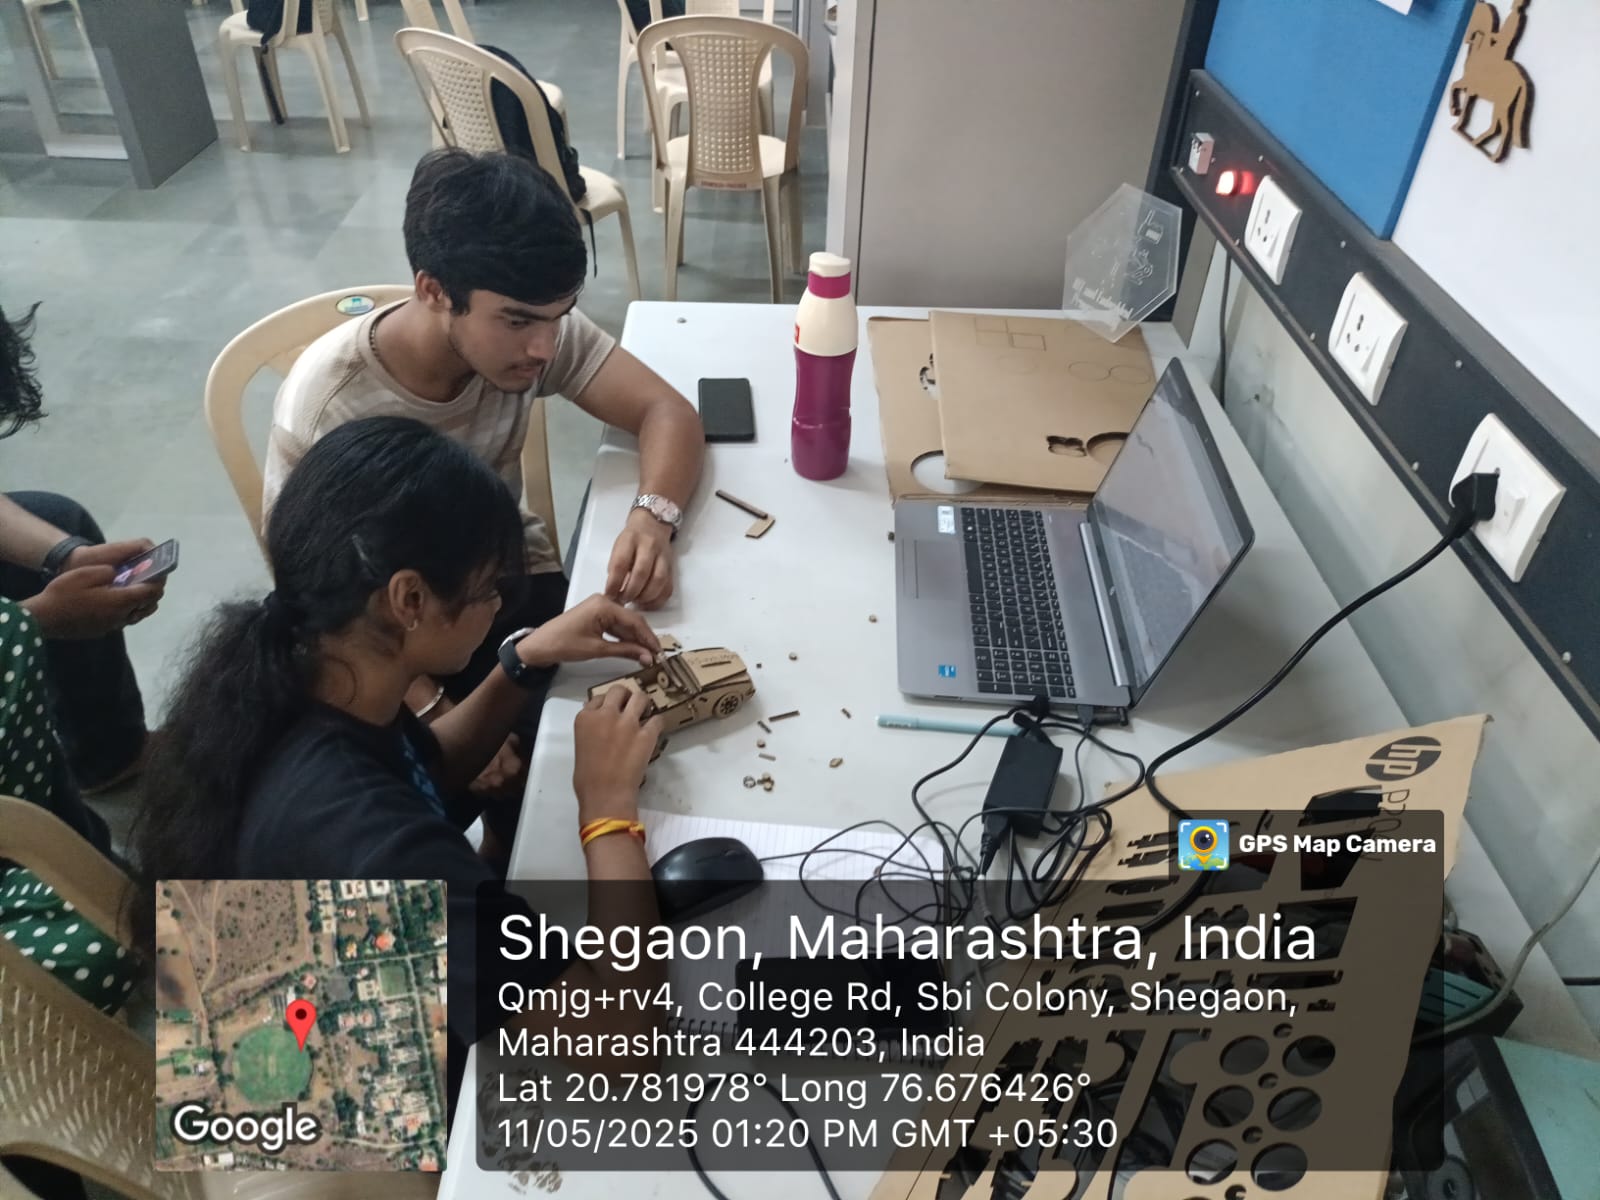 hp
GPS Map Camera
Shegaon, Maharashtra, India
Qmjg+rv4, College Rd, Sbi Colony, Shegaon,
Maharashtra 444203, India
Lat 20.781978° Long 76.676426°
11/05/2025 01:20 PM GMT +05:30
Google